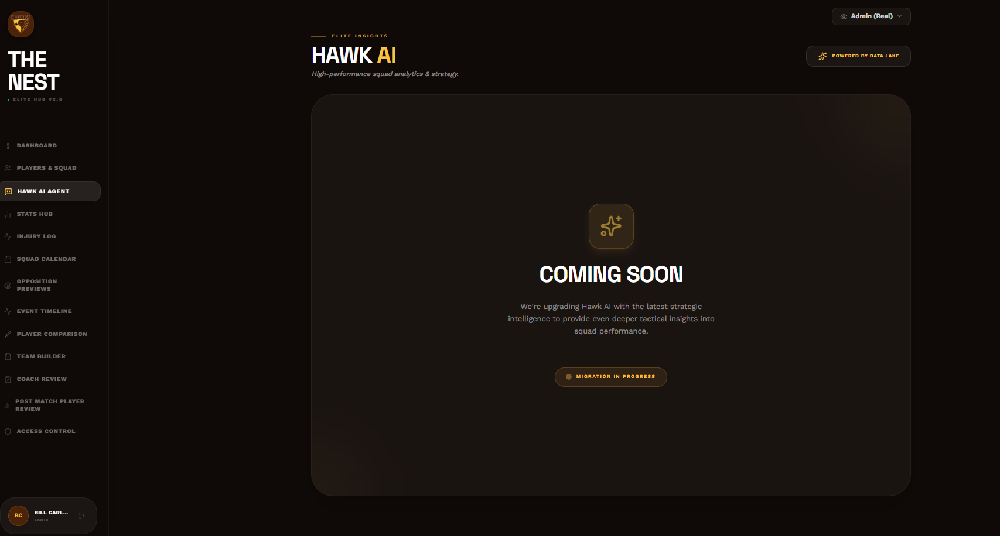 HAWKS
THE
NEST
ELITE HUB V2.6
DASHBOARD
PLAYERS & SQUAD
HAWK AI AGENT
STATS HUB
INJURY LOG
SQUAD CALENDAR
OPPOSITION
PREVIEWS
EVENT TIMELINE
PLAYER COMPARISON
TEAM BUILDER
COACH REVIEW
POST MATCH PLAYER
REVIEW
ACCESS CONTROL
BC
BILL CARL...
ADMIN
Admin (Real)
ELITE INSIGHTS
HAWK AI
High-performance squad analytics & strategy.
POWERED BY DATA LAKE
COMING SOON
We're upgrading Hawk AI with the latest strategic
intelligence to provide even deeper tactical insights into
squad performance.
MIGRATION IN PROGRESS